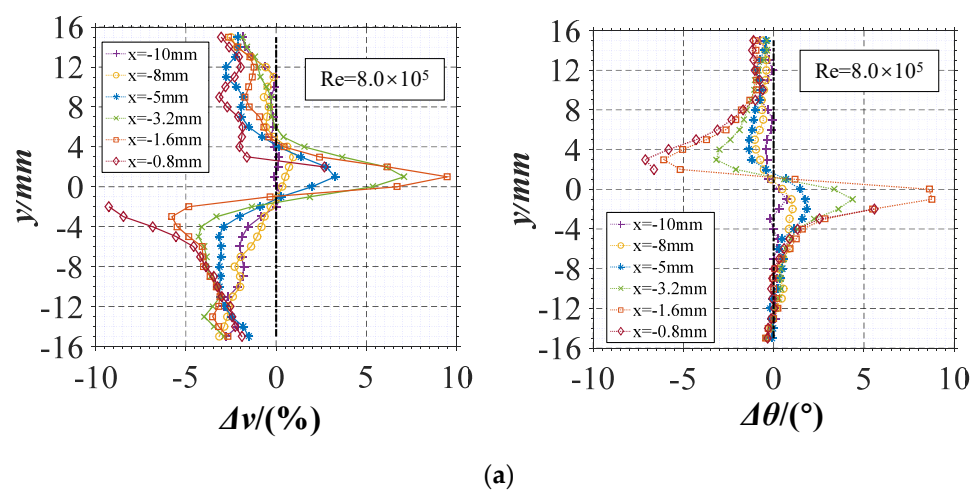 16
12
8
4
0
-4
-8
-12
-16
y/mm
x=-10mm
x=-8mm
x=-5mm
x=-3.2mm
x=-1.6mm
x=-0.8mm
Re=8.0×10⁵
-10 -5 0 5 10
Δv/(%)
16
12
8
4
0
-4
-8
-12
-16
y/mm
Re=8.0×10⁵
x=-10mm
x=-8mm
x=-5mm
x=-3.2mm
x=-1.6mm
x=-0.8mm
-10 -5 0 5 10
Δθ/(°)
(a)